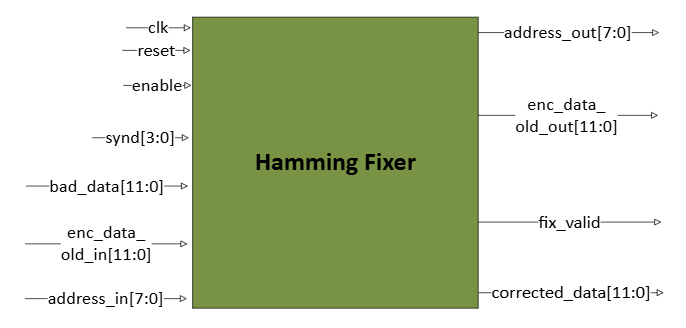 clk
reset
enable
synd[3:0]
bad_data[11:0]
enc_data_
old_in[11:0]
address_in[7:0]
Hamming Fixer
address_out[7:0]
enc_data_
old_out[11:0]
fix_valid
corrected_data[11:0]